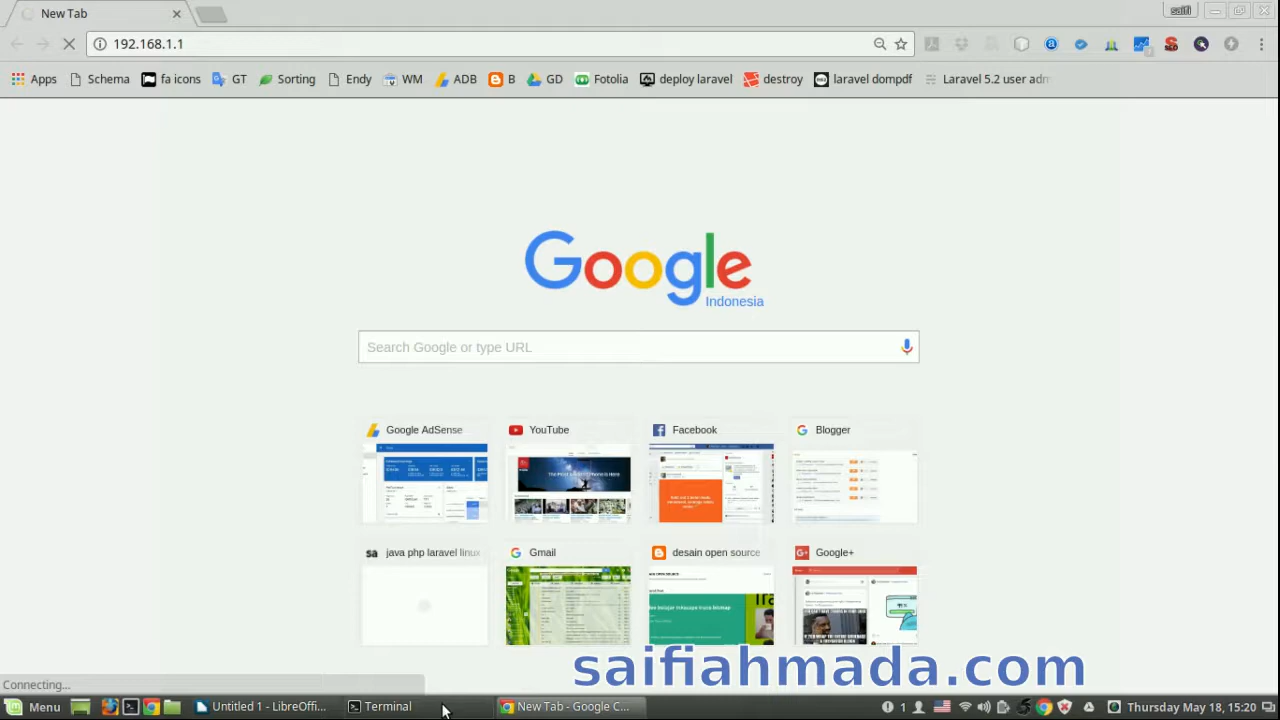 New Tab
saifi
192.168.1.1
Apps Schema fa icons GT Sorting Endy WM ADB B GD Fotolia deploy laravel destroy laravel dompdf Laravel 5.2 user adm
Google
Indonesia
Search Google or type URL
Google AdSense YouTube Facebook Blogger
sa java php laravel linux Gmail desain open source Google+
saifiahmada.com
Connecting...
Menu Untitled 1 - LibreOffi... Terminal New Tab - Google C... 1 Thursday May 18, 15:20